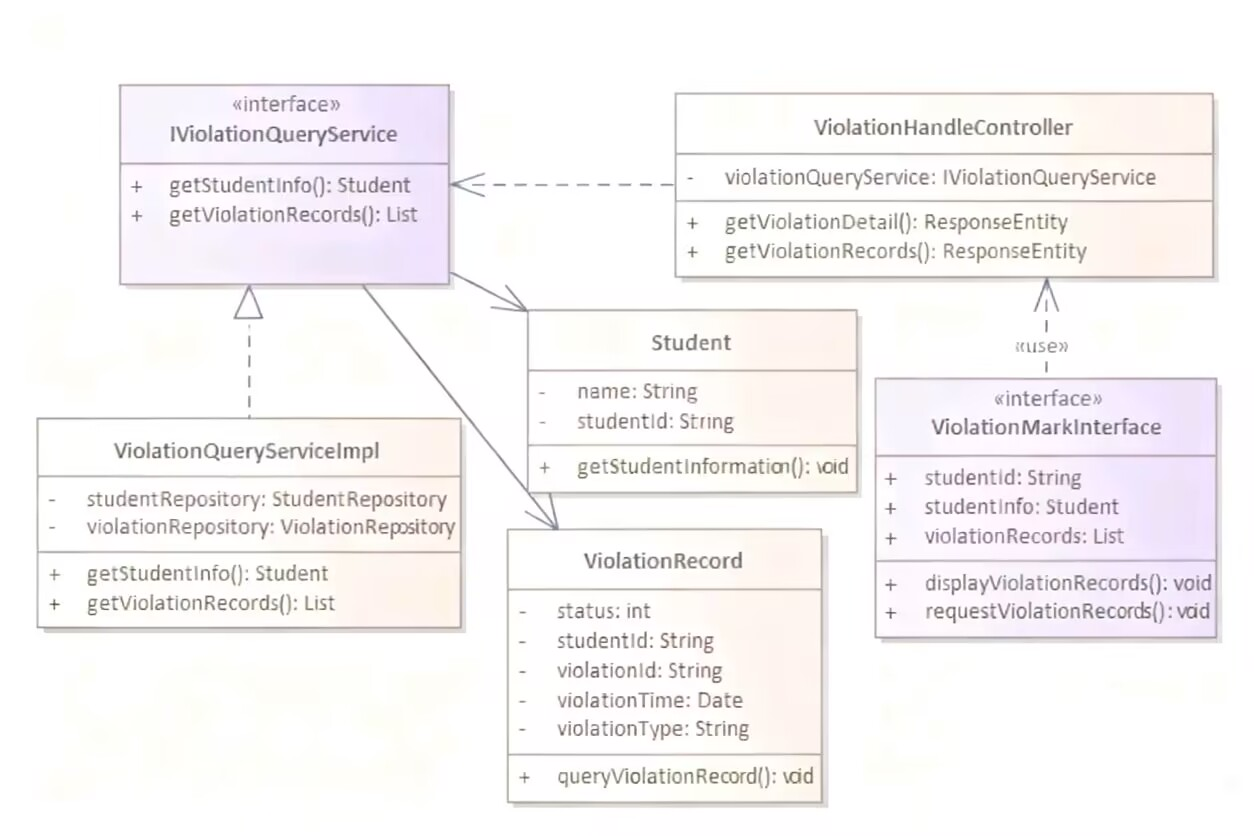 «interface»
IViolationQueryService
+ getStudentInfo(): Student
+ getViolationRecords(): List
ViolationHandleController
- violationQueryService: IViolationQueryService
+ getViolationDetail(): ResponseEntity
+ getViolationRecords(): ResponseEntity
Student
- name: String
- studentId: String
+ getStudentInformation(): void
«use»
«interface»
ViolationMarkInterface
+ studentId: String
+ studentInfo: Student
+ violationRecords: List
+ displayViolationRecords(): void
+ requestViolationRecords(): void
ViolationQueryServiceImpl
- studentRepository: StudentRepository
- violationRepository: ViolationRepository
+ getStudentInfo(): Student
+ getViolationRecords(): List
ViolationRecord
- status: int
- studentId: String
- violationId: String
- violationTime: Date
- violationType: String
+ queryViolationRecord(): void